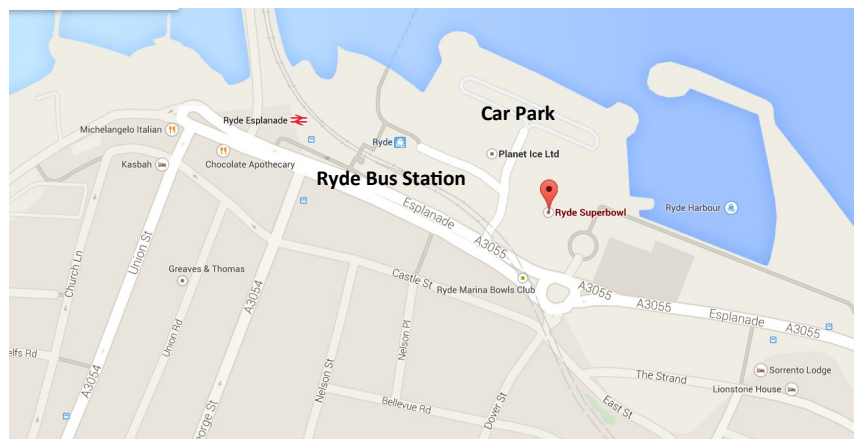 Car Park
Ryde Esplanade
Michelangelo Italian
Ryde
Planet Ice Ltd
Kasbah
Chocolate Apothecary
Ryde Bus Station
Ryde Superbowl
Ryde Harbour
Esplanade
A3055
Union St
Church Ln
Greaves & Thomas
A3054
Castle St
Ryde Marina Bowls Club
A3055
A3055
Esplanade
A3055
Union Rd
Nelson Pl
elfs Rd
A3054
Nelson St
The Strand
Sorrento Lodge
Lionstone House
George St
Bellevue Rd
Dover St
East St